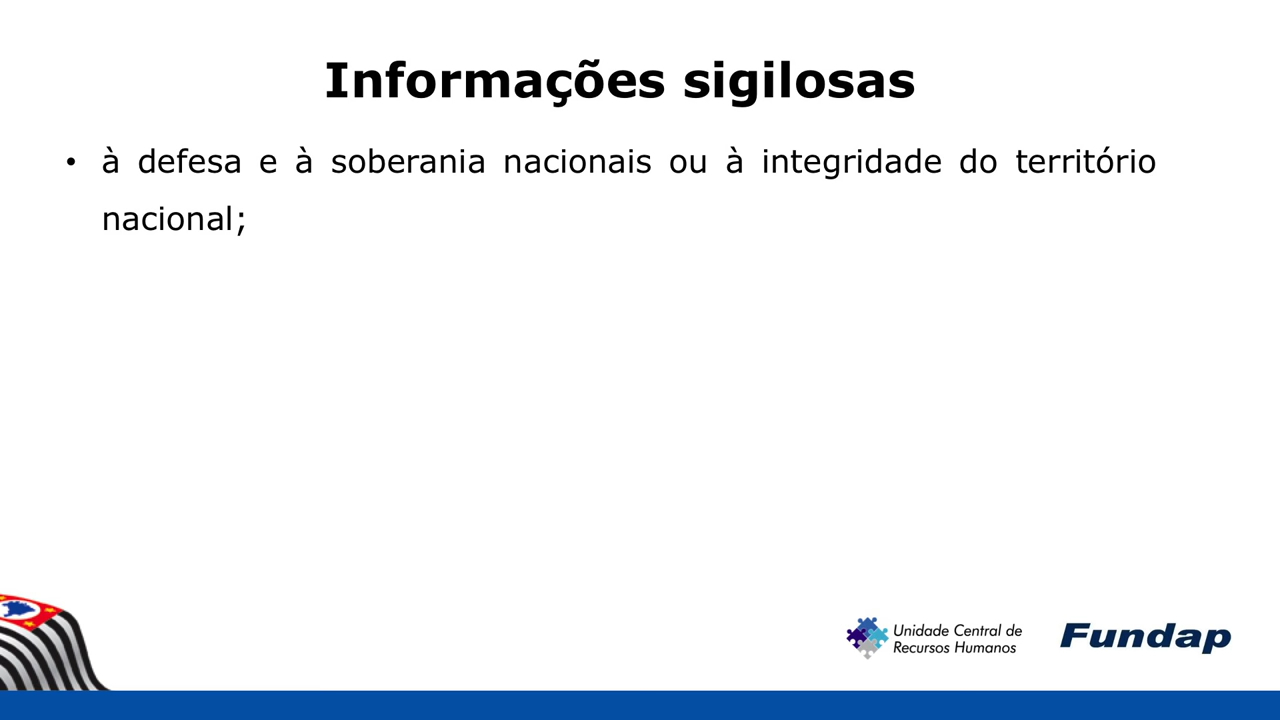 Informações sigilosas
• à defesa e à soberania nacionais ou à integridade do território
nacional;
Unidade Central de
Recursos Humanos
Fundap